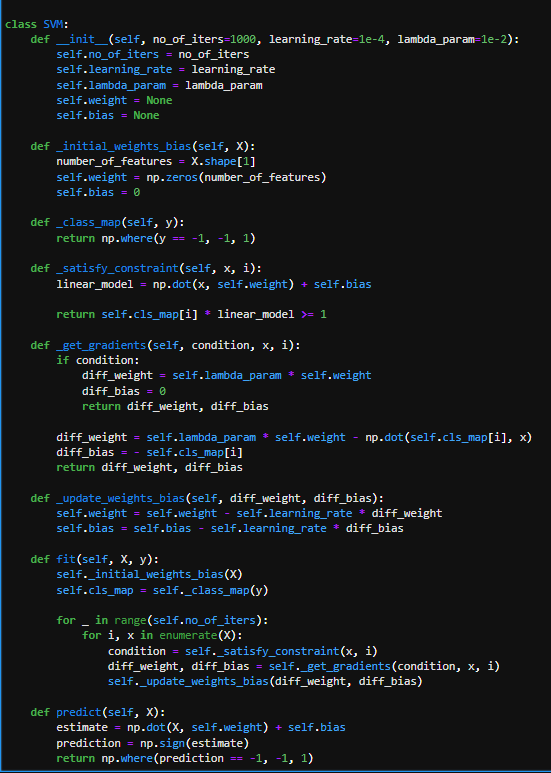 class SVM:
    def __init__(self, no_of_iters=1000, learning_rate=1e-4, lambda_param=1e-2):
        self.no_of_iters = no_of_iters
        self.learning_rate = learning_rate
        self.lambda_param = lambda_param
        self.weight = None
        self.bias = None

    def _initial_weights_bias(self, X):
        number_of_features = X.shape[1]
        self.weight = np.zeros(number_of_features)
        self.bias = 0

    def _class_map(self, y):
        return np.where(y == -1, -1, 1)

    def _satisfy_constraint(self, x, i):
        linear_model = np.dot(x, self.weight) + self.bias

        return self.cls_map[i] * linear_model >= 1

    def _get_gradients(self, condition, x, i):
        if condition:
            diff_weight = self.lambda_param * self.weight
            diff_bias = 0
            return diff_weight, diff_bias

        diff_weight = self.lambda_param * self.weight - np.dot(self.cls_map[i], x)
        diff_bias = - self.cls_map[i]
        return diff_weight, diff_bias

    def _update_weights_bias(self, diff_weight, diff_bias):
        self.weight = self.weight - self.learning_rate * diff_weight
        self.bias = self.bias - self.learning_rate * diff_bias

    def fit(self, X, y):
        self._initial_weights_bias(X)
        self.cls_map = self._class_map(y)

        for _ in range(self.no_of_iters):
            for i, x in enumerate(X):
                condition = self._satisfy_constraint(x, i)
                diff_weight, diff_bias = self._get_gradients(condition, x, i)
                self._update_weights_bias(diff_weight, diff_bias)

    def predict(self, X):
        estimate = np.dot(X, self.weight) + self.bias
        prediction = np.sign(estimate)
        return np.where(prediction == -1, -1, 1)